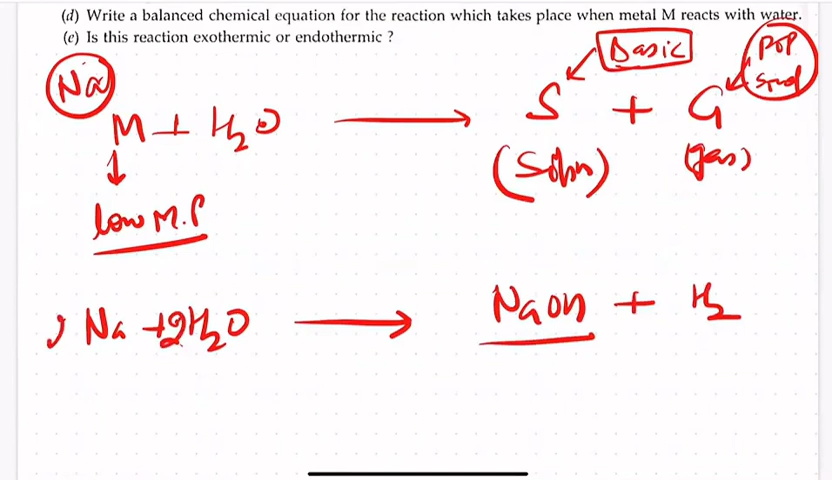 (d) Write a balanced chemical equation for the reaction which takes place when metal M reacts with water.
(e) Is this reaction exothermic or endothermic ?
Basic
POP
Sound
Na
M + H2O → S + G
(Soln) (gas)
↓
low M.P
Na + 2H2O → NaOH + H2